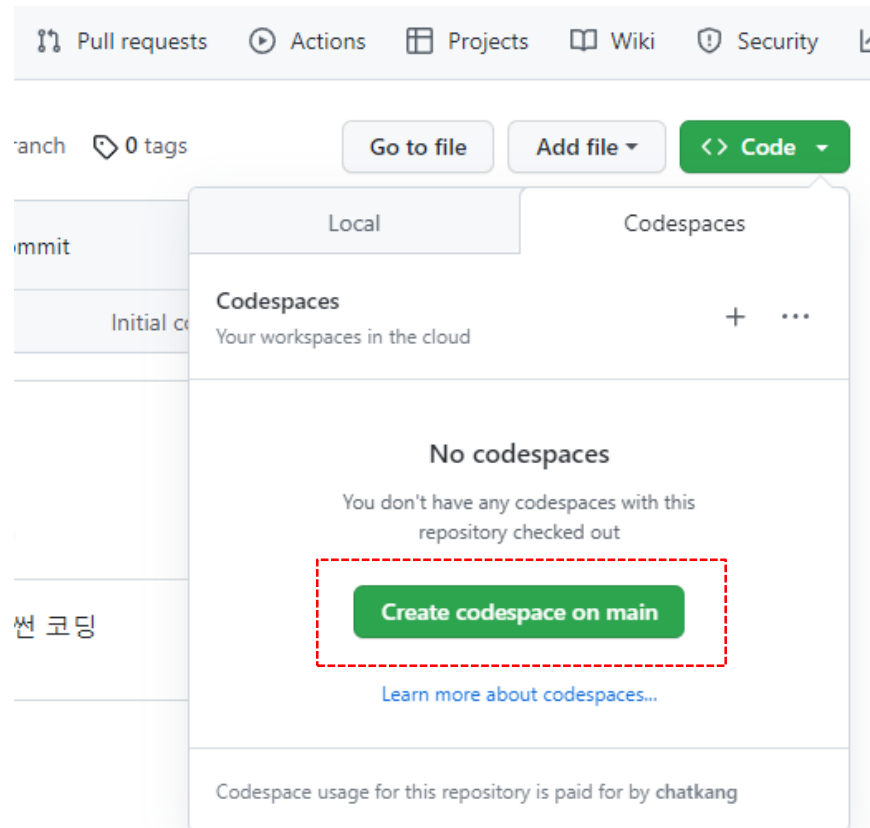 Pull requests Actions Projects Wiki Security
ranch 0 tags Go to file Add file Code
Local Codespaces
mmit
Codespaces
Initial co
Your workspaces in the cloud
No codespaces
You don't have any codespaces with this
repository checked out
Create codespace on main
썬 코딩
Learn more about codespaces...
Codespace usage for this repository is paid for by chatkang